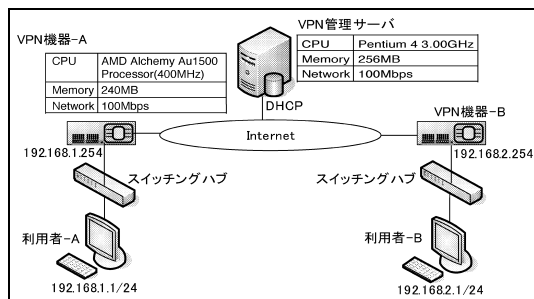 VPN管理サーバ
CPU Pentium 4 3.00GHz
Memory 256MB
Network 100Mbps
DHCP
VPN機器-A
CPU AMD Alchemy Au1500
Processor(400MHz)
Memory 240MB
Network 100Mbps
Internet
VPN機器-B
192.168.1.254
192.168.2.254
スイッチングハブ
スイッチングハブ
利用者-A
利用者-B
192.168.1.1/24
192.168.2.1/24